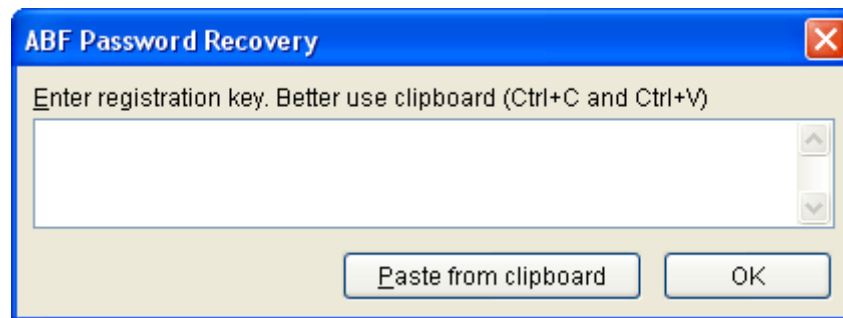 ABF Password Recovery
Enter registration key. Better use clipboard (Ctrl+C and Ctrl+V)
Paste from clipboard OK